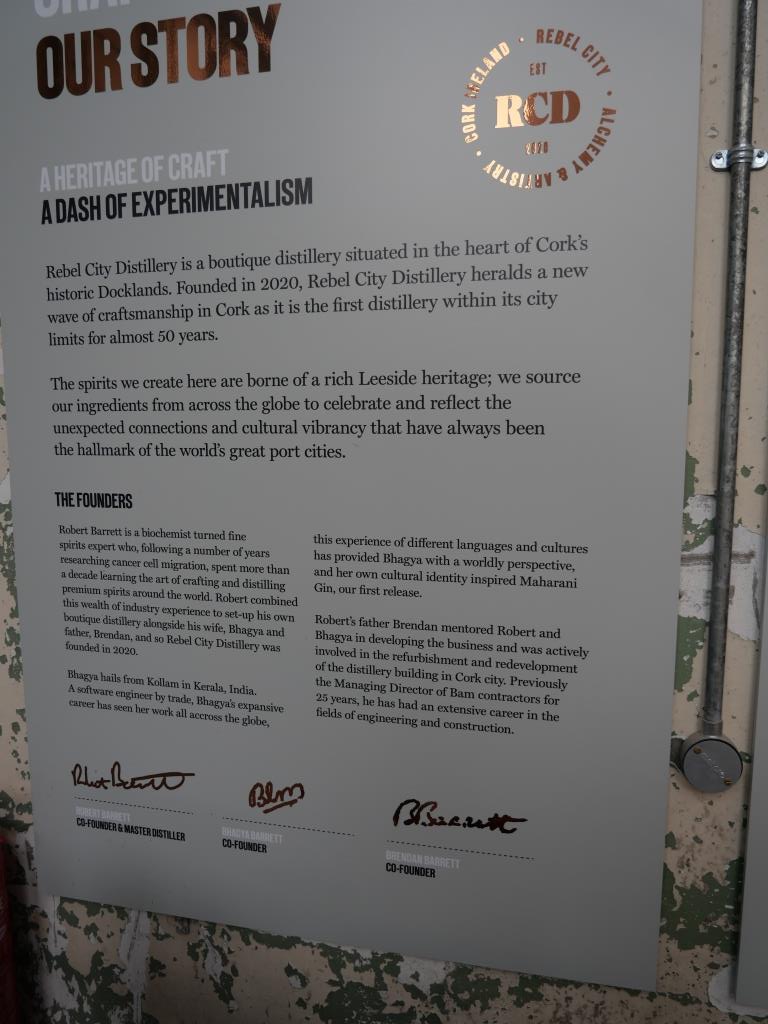 OUR STORY
CORK IRELAND · REBEL CITY · ALCHEMY & ARTISTRY ·
EST
RCD
2020
A HERITAGE OF CRAFT
A DASH OF EXPERIMENTALISM
Rebel City Distillery is a boutique distillery situated in the heart of Cork's
historic Docklands. Founded in 2020, Rebel City Distillery heralds a new
wave of craftsmanship in Cork as it is the first distillery within its city
limits for almost 50 years.
The spirits we create here are borne of a rich Leeside heritage; we source
our ingredients from across the globe to celebrate and reflect the
unexpected connections and cultural vibrancy that have always been
the hallmark of the world's great port cities.
THE FOUNDERS
Robert Barrett is a biochemist turned fine
spirits expert who, following a number of years
researching cancer cell migration, spent more than
a decade learning the art of crafting and distilling
premium spirits around the world. Robert combined
this wealth of industry experience to set-up his own
boutique distillery alongside his wife, Bhagya and
father, Brendan, and so Rebel City Distillery was
founded in 2020.
Bhagya hails from Kollam in Kerala, India.
A software engineer by trade, Bhagya's expansive
career has seen her work all accross the globe,
this experience of different languages and cultures
has provided Bhagya with a worldly perspective,
and her own cultural identity inspired Maharani
Gin, our first release.
Robert's father Brendan mentored Robert and
Bhagya in developing the business and was actively
involved in the refurbishment and redevelopment
of the distillery building in Cork city. Previously
the Managing Director of Bam contractors for
25 years, he has had an extensive career in the
fields of engineering and construction.
ROBERT BARRETT
CO-FOUNDER & MASTER DISTILLER
BHAGYA BARRETT
CO-FOUNDER
BBarrett
BRENDAN BARRETT
CO-FOUNDER